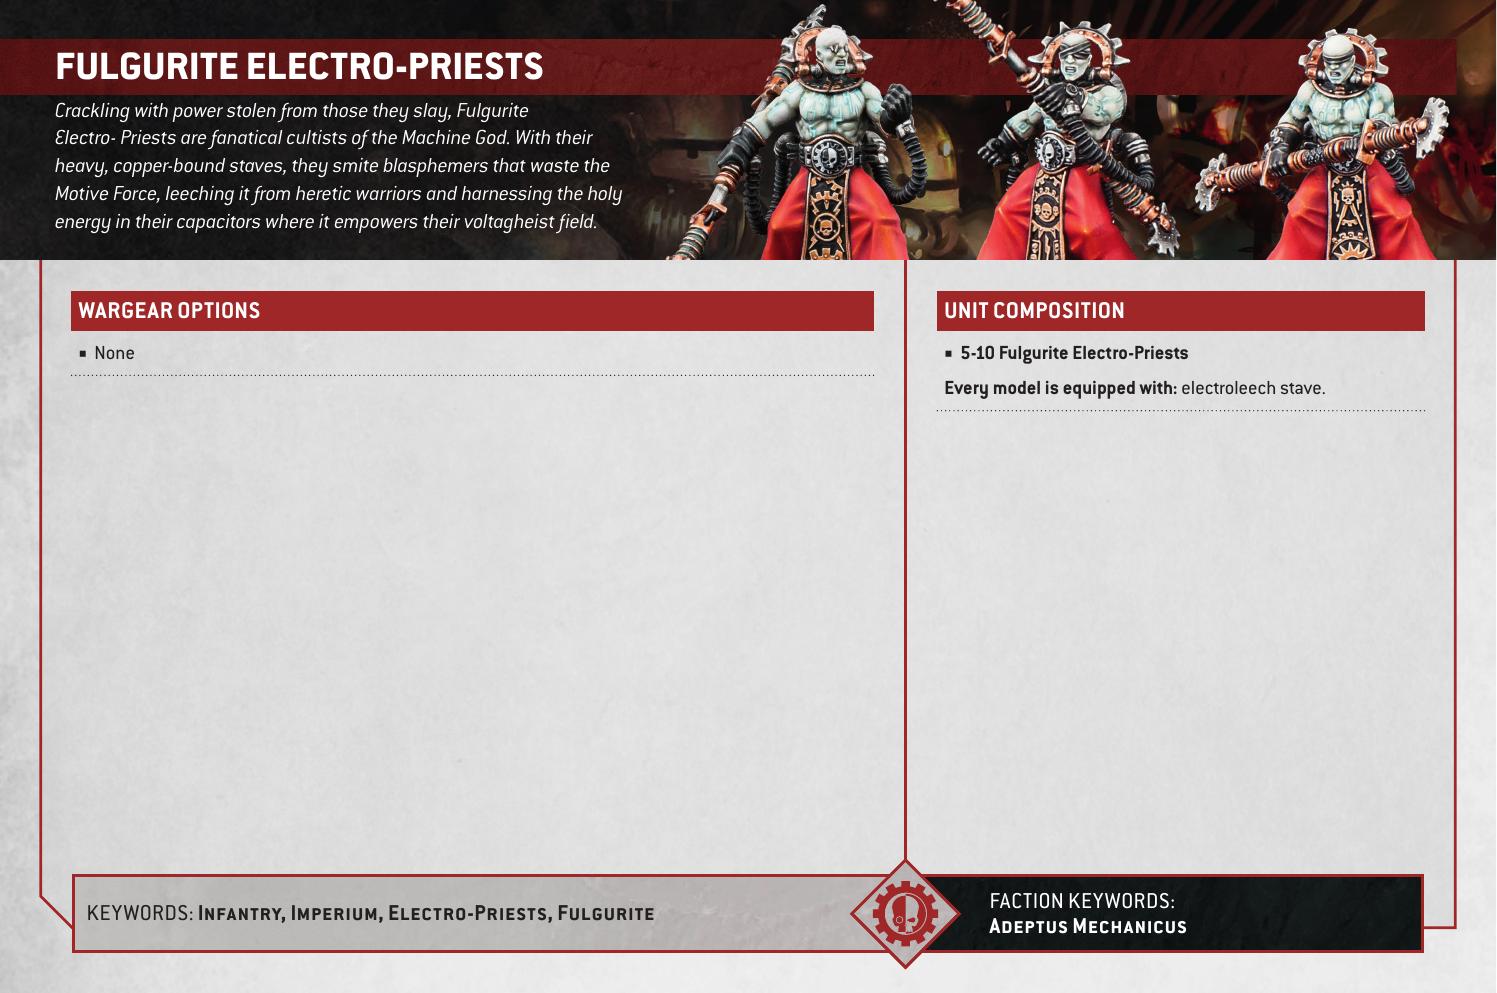 FULGURITE ELECTRO-PRIESTS
Crackling with power stolen from those they slay, Fulgurite
Electro- Priests are fanatical cultists of the Machine God. With their
heavy, copper-bound staves, they smite blasphemers that waste the
Motive Force, leeching it from heretic warriors and harnessing the holy
energy in their capacitors where it empowers their voltagheist field.
WARGEAR OPTIONS
▪ None
UNIT COMPOSITION
▪ 5-10 Fulgurite Electro-Priests
Every model is equipped with: electroleech stave.
KEYWORDS: Infantry, Imperium, Electro-Priests, Fulgurite
FACTION KEYWORDS:
Adeptus Mechanicus